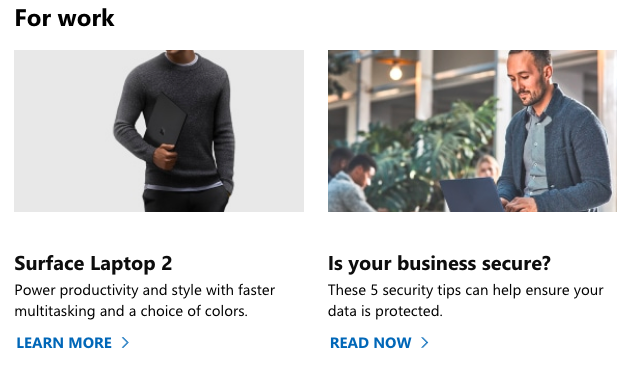 For work
Surface Laptop 2
Power productivity and style with faster
multitasking and a choice of colors.
LEARN MORE
Is your business secure?
These 5 security tips can help ensure your
data is protected.
READ NOW